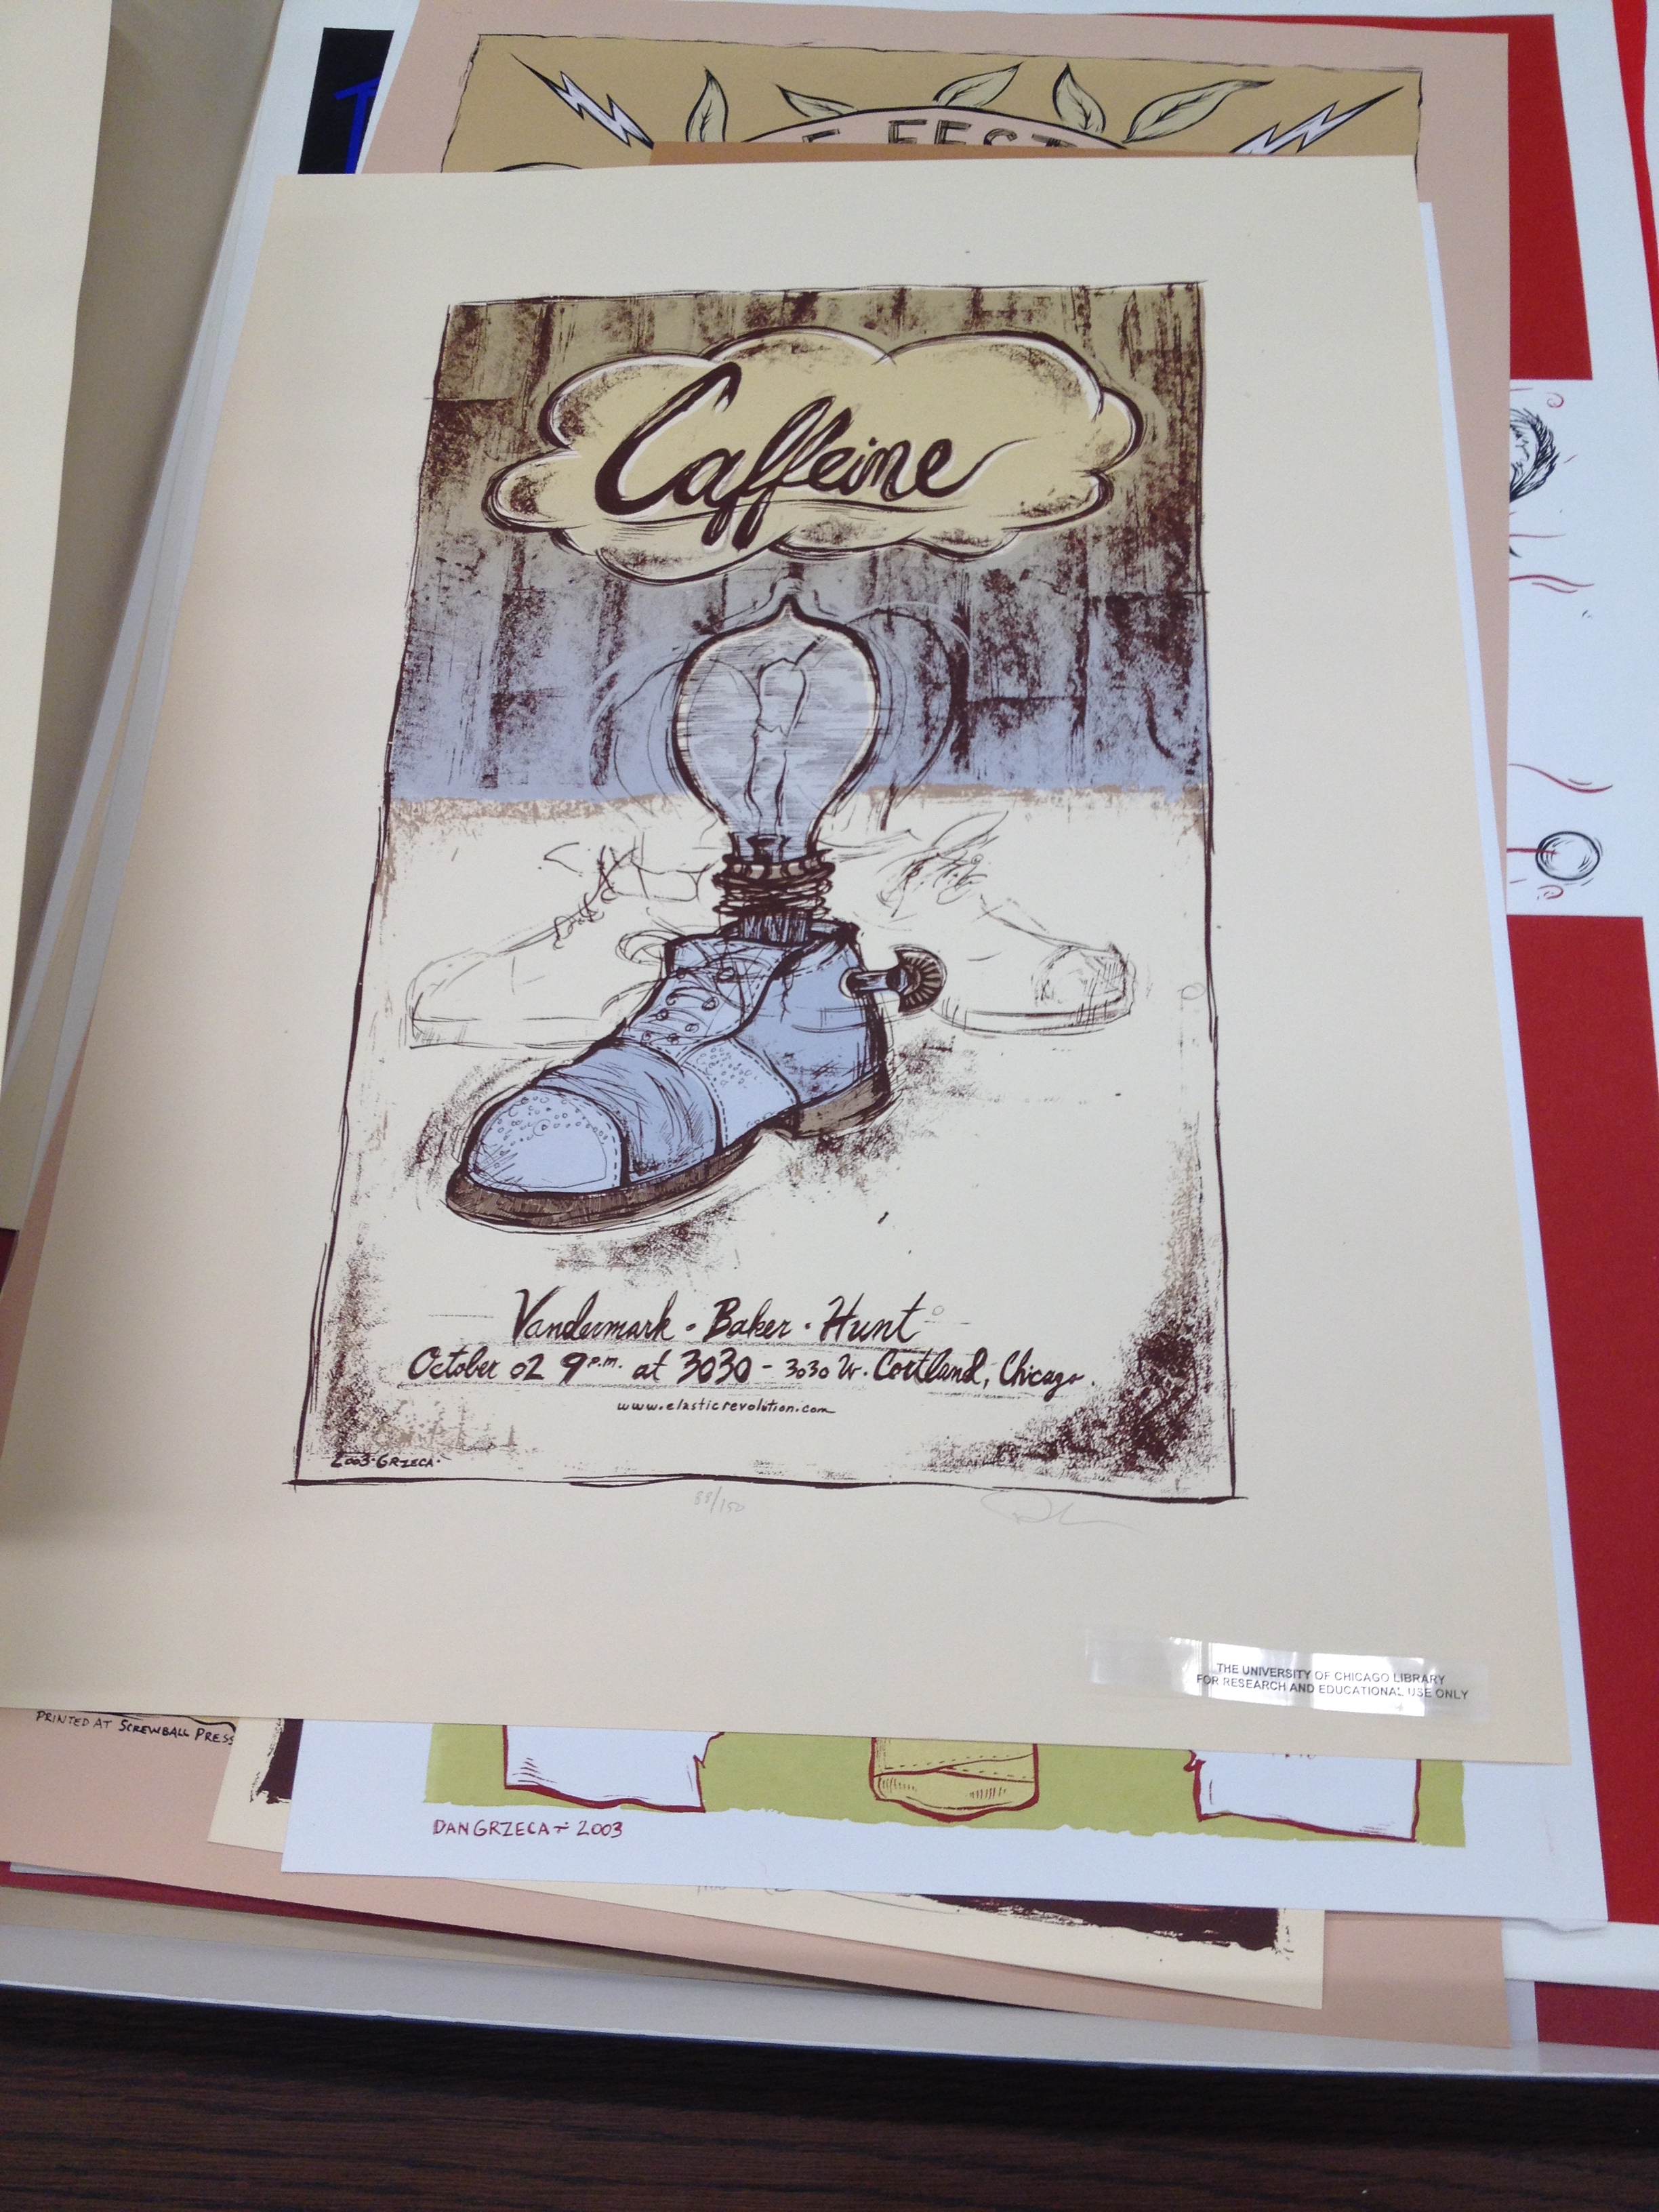 E FEST
Caffeine
Vandermark · Baker · Hunt
October 02 9 p.m. at 3030 - 3030 W. Cortland, Chicago.
www.elasticrevolution.com
2003·GRZECA·
88/150
THE UNIVERSITY OF CHICAGO LIBRARY
FOR RESEARCH AND EDUCATIONAL USE ONLY
PRINTED AT SCREWBALL PRESS
DAN GRZECA - 2003